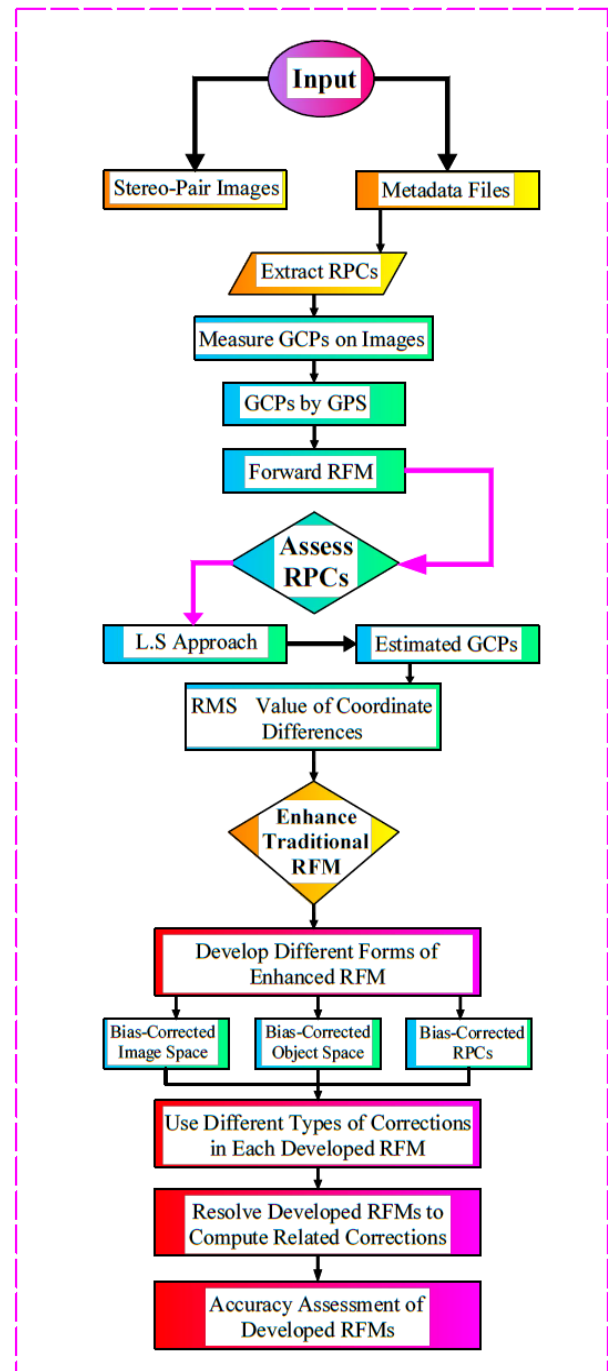 Input
Stereo-Pair Images
Metadata Files
Extract RPCs
Measure GCPs on Images
GCPs by GPS
Forward RFM
Assess
RPCs
L.S Approach
Estimated GCPs
RMS Value of Coordinate
Differences
Enhance
Traditional
RFM
Develop Different Forms of
Enhanced RFM
Bias-Corrected
Image Space
Bias-Corrected
Object Space
Bias-Corrected
RPCs
Use Different Types of Corrections
in Each Developed RFM
Resolve Developed RFMs to
Compute Related Corrections
Accuracy Assessment of
Developed RFMs